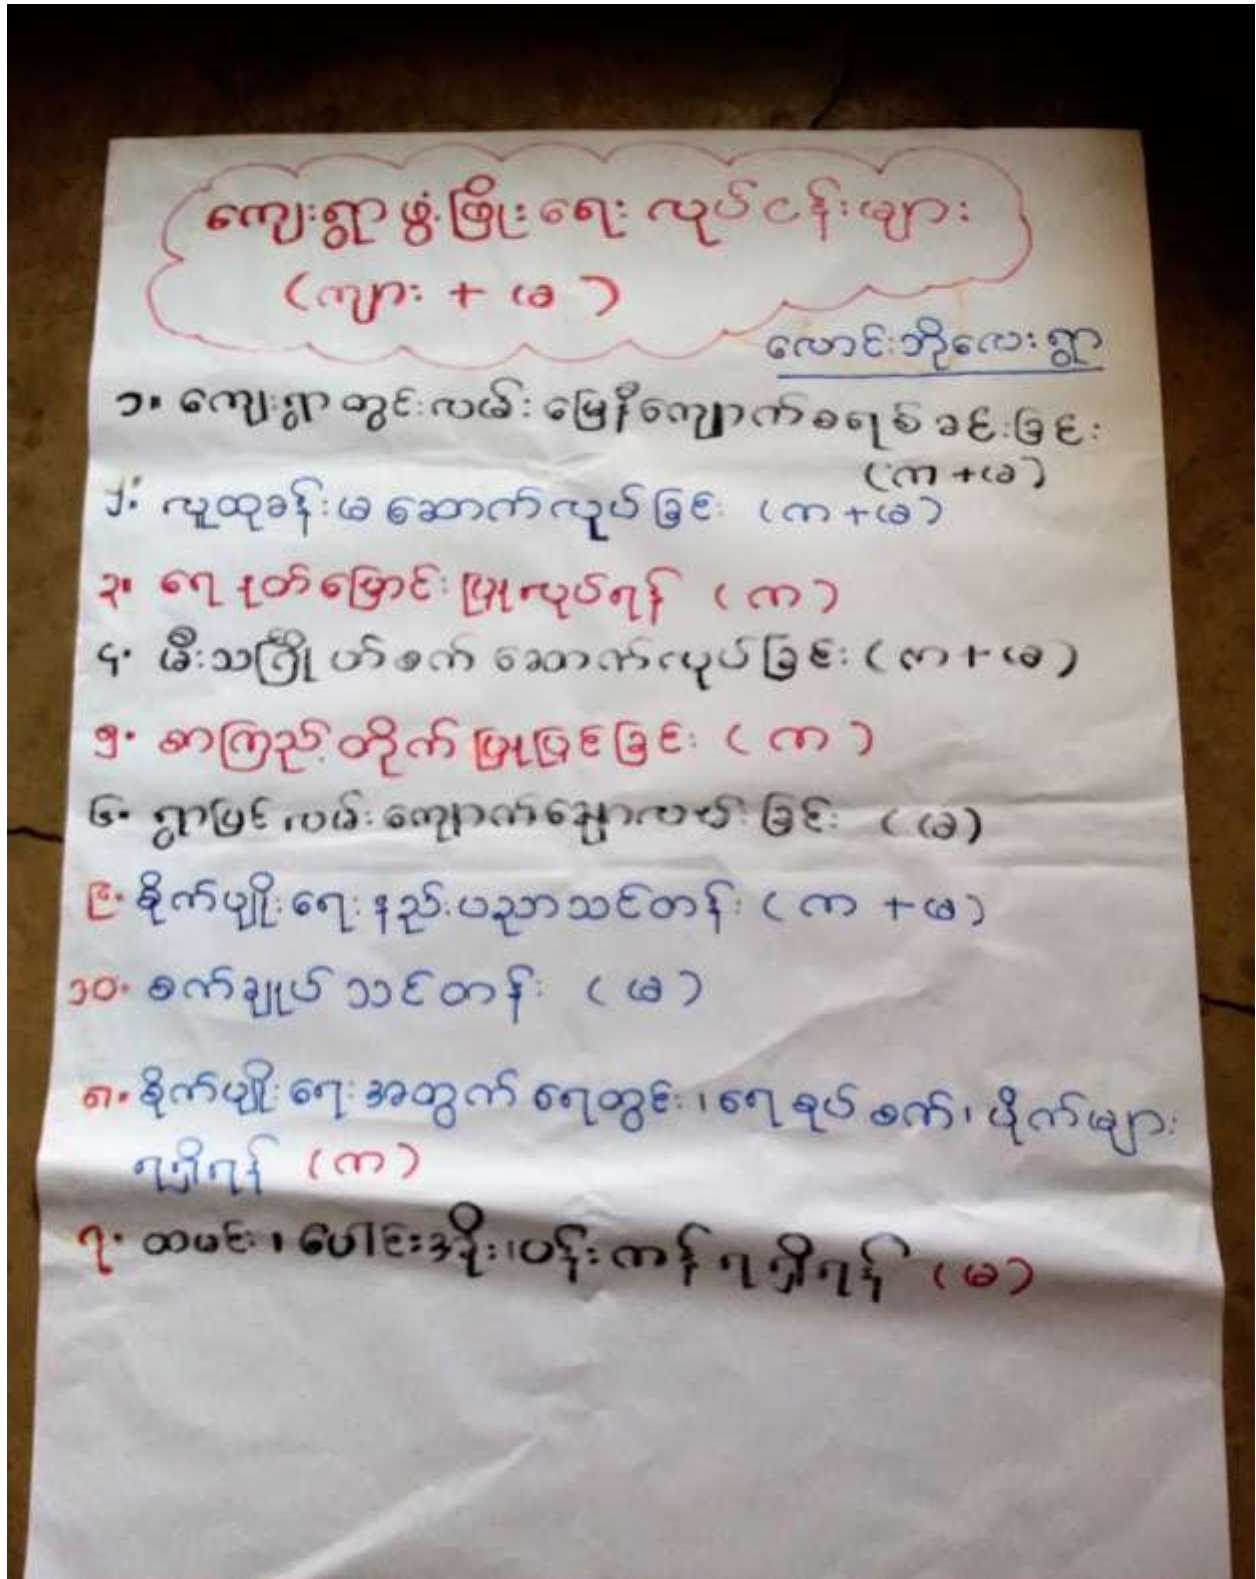 ကျေးရွာဖွံ့ဖြိုးရေး လုပ်ငန်းများ
(ကျား + မ)
လောင်းဘိုလေးရွာ
၁။ ကျေးရွာတွင်းလမ်း မြေနီကျောက်စရစ်ခင်းခြင်း
(က+မ)
၂။ လူထုခန်းမ ဆောက်လုပ်ခြင်း (က+မ)
၃။ ရေနုတ်မြောင်း ပြုလုပ်ရန် (က)
၄. မီးသင်္ဂြိုဟ်စက် ဆောက်လုပ်ခြင်း (က+မ)
၅. စာကြည့်တိုက် ပြုပြင်ခြင်း (က)
၆. ရွာပြင်လမ်းကျောက်ချောလမ်းခြင်း (မ)
၉. စိုက်ပျိုးရေးနည်းပညာသင်တန်း (က + မ)
၁၀. စက်ချုပ်သင်တန်း (မ)
၈. စိုက်ပျိုးရေးအတွက် ရေတွင်း၊ ရေစုပ်စက်၊ ပိုက်များ
ရရှိရန် (က)
၇. ထမင်း၊ ပေါင်းအိုး၊ ပန်းကန် ရရှိရန် (မ)